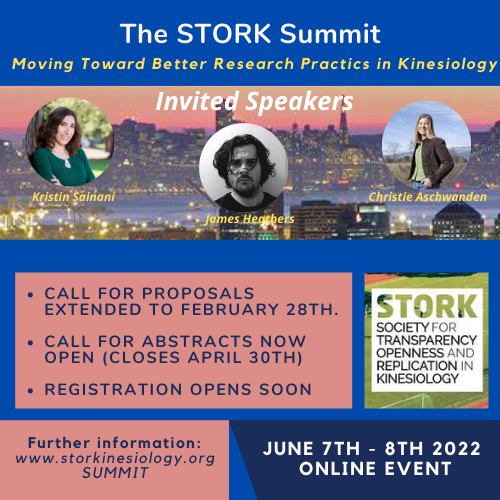 The STORK Summit
Moving Toward Better Research Practics in Kinesiology
Invited Speakers
Kristin Sainani
James Heathers
Christie Aschwanden
• CALL FOR PROPOSALS
EXTENDED TO FEBRUARY 28TH.
• CALL FOR ABSTRACTS NOW
OPEN (CLOSES APRIL 30TH)
• REGISTRATION OPENS SOON
STORK
SOCIETY FOR
TRANSPARENCY
OPENNESS AND
REPLICATION IN
KINESIOLOGY
Further information:
www.storkinesiology.org
SUMMIT
JUNE 7TH - 8TH 2022
ONLINE EVENT